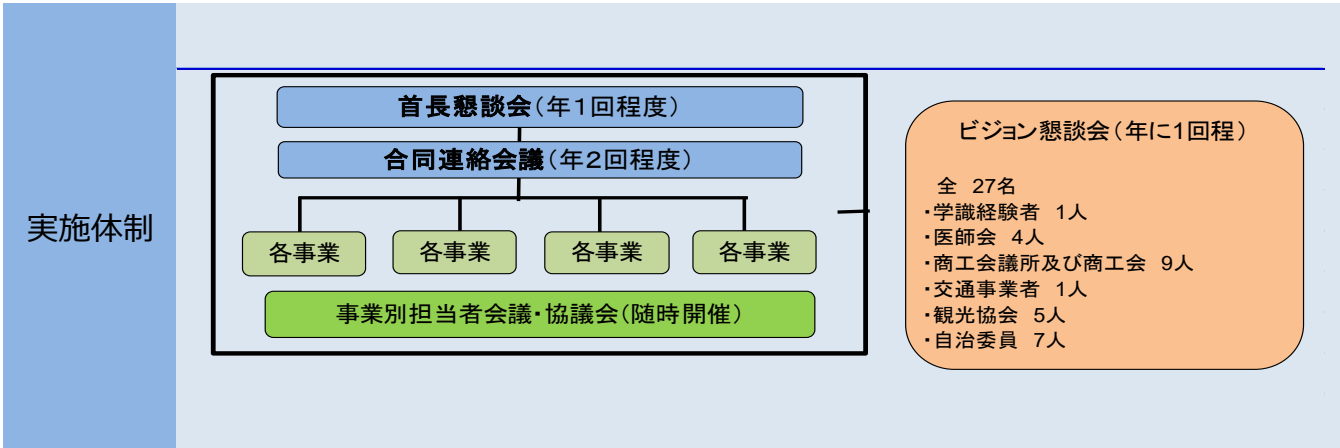 実施体制
首長懇談会(年1回程度)
合同連絡会議(年2回程度)
各事業
各事業
各事業
各事業
事業別担当者会議・協議会(随時開催)
ビジョン懇談会(年に1回程)
全 27名
・学識経験者 1人
・医師会 4人
・商工会議所及び商工会 9人
・交通事業者 1人
・観光協会 5人
・自治委員 7人